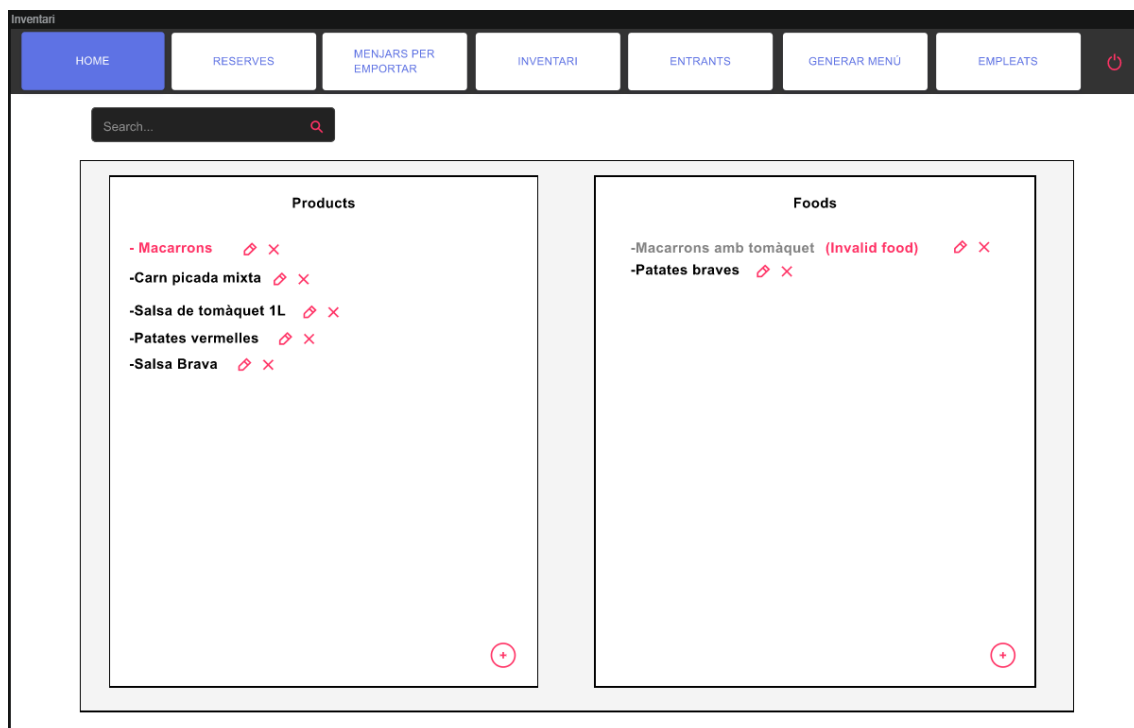 Inventari
HOME
RESERVES
MENJARS PER
EMPORTAR
INVENTARI
ENTRANTS
GENERAR MENÚ
EMPLEATS
Search...
Products
- Macarrons
-Carn picada mixta
-Salsa de tomàquet 1L
-Patates vermelles
-Salsa Brava
Foods
-Macarrons amb tomàquet (Invalid food)
-Patates braves